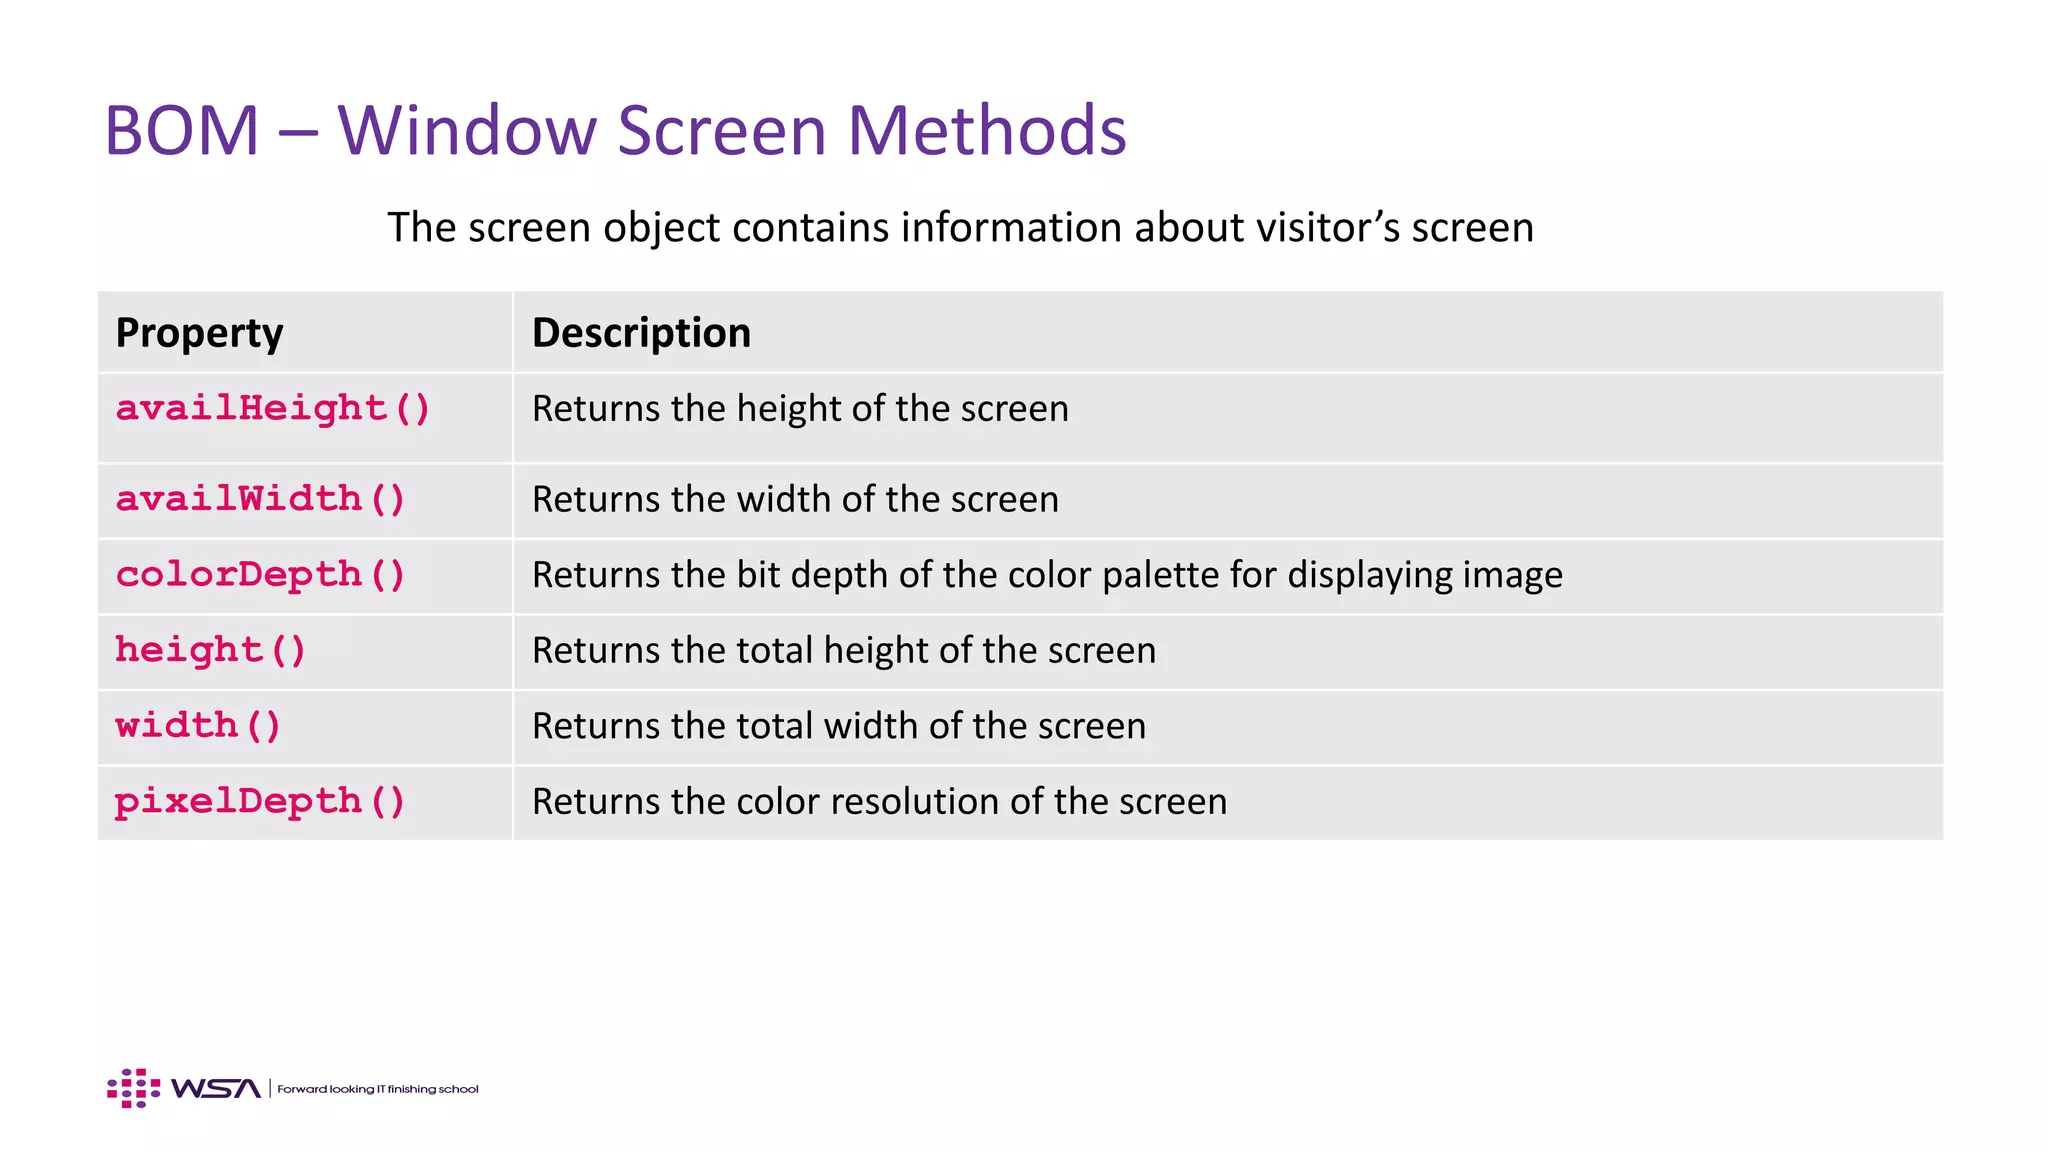 BOM – Window Screen Methods
The screen object contains information about visitor’s screen
Property Description
availHeight() Returns the height of the screen
availWidth() Returns the width of the screen
colorDepth() Returns the bit depth of the color palette for displaying image
height() Returns the total height of the screen
width() Returns the total width of the screen
pixelDepth() Returns the color resolution of the screen
WSA Forward looking IT finishing school